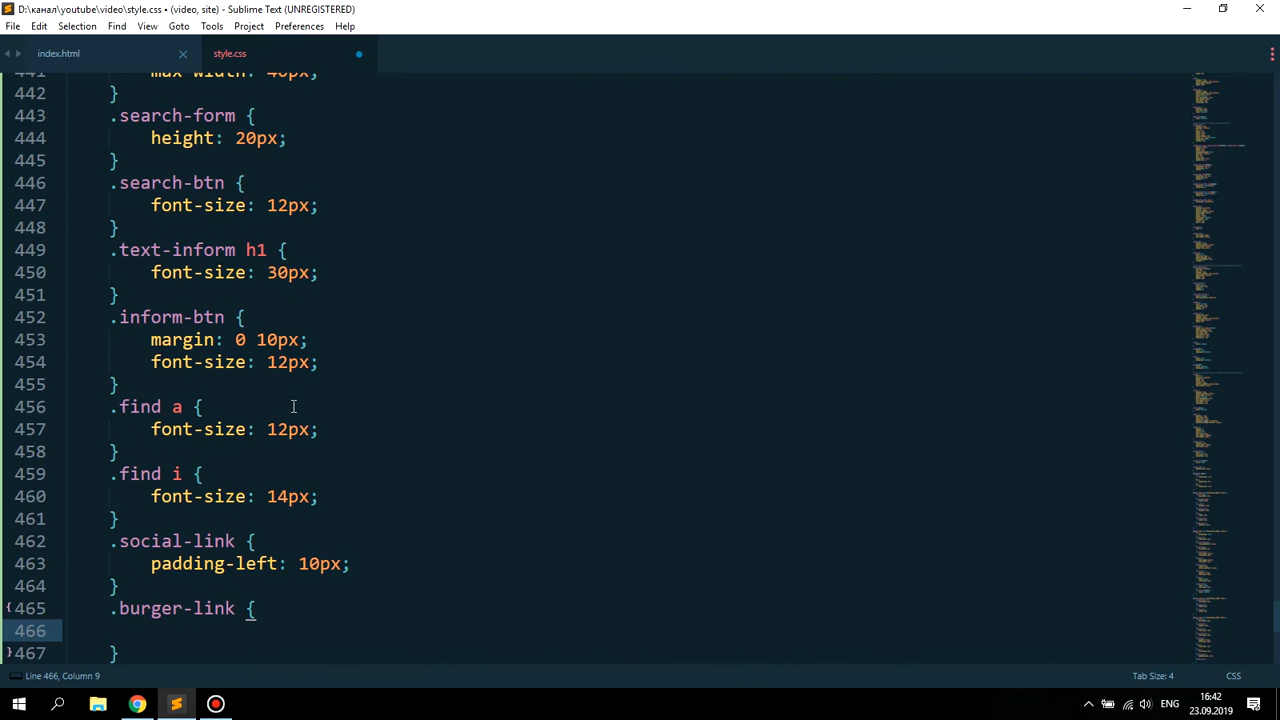 D:\канал\youtube\video\style.css • (video, site) - Sublime Text (UNREGISTERED)
File Edit Selection Find View Goto Tools Project Preferences Help
index.html style.css
441 max-width: 40px;
442 }
443 .search-form {
444 height: 20px;
445 }
446 .search-btn {
447 font-size: 12px;
448 }
449 .text-inform h1 {
450 font-size: 30px;
451 }
452 .inform-btn {
453 margin: 0 10px;
454 font-size: 12px;
455 }
456 .find a {
457 font-size: 12px;
458 }
459 .find i {
460 font-size: 14px;
461 }
462 .social-link {
463 padding-left: 10px;
464 }
465 .burger-link {
466
467 }
Line 466, Column 9 Tab Size: 4 CSS
ENG 16:42
23.09.2019